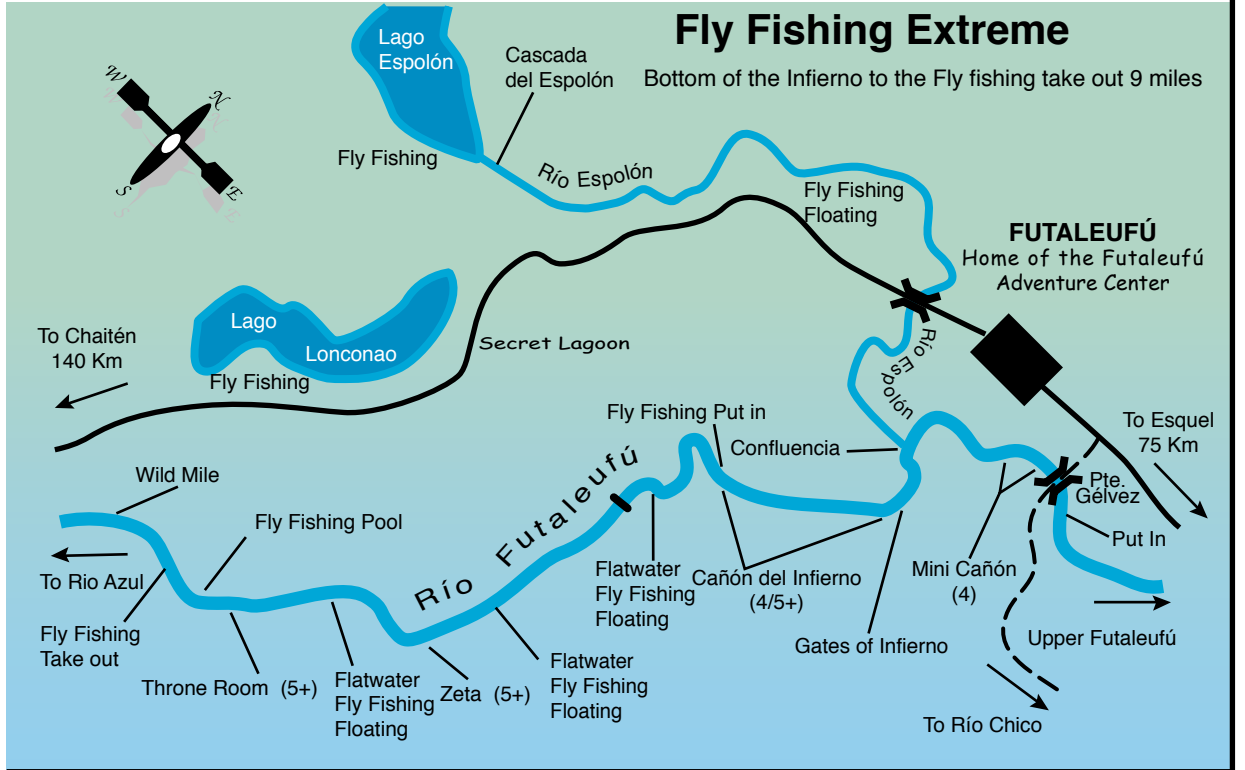 Fly Fishing Extreme
Bottom of the Infierno to the Fly fishing take out 9 miles
Lago
Espolón
Cascada
del Espolón
W
N
S
E
Fly Fishing
Río Espolón
Fly Fishing
Floating
FUTALEUFÚ
Home of the Futaleufú
Adventure Center
Lago
Lonconao
Fly Fishing
To Chaitén
140 Km
Secret Lagoon
Río Espolón
Fly Fishing Put in
Confluencia
To Esquel
75 Km
Wild Mile
Fly Fishing Pool
Río Futaleufú
Pte.
Gélvez
Put In
To Rio Azul
Fly Fishing
Take out
Throne Room (5+)
Flatwater
Fly Fishing
Floating
Zeta (5+)
Flatwater
Fly Fishing
Floating
Flatwater
Fly Fishing
Floating
Cañón del Infierno
(4/5+)
Gates of Infierno
Mini Cañón
(4)
Upper Futaleufú
To Río Chico